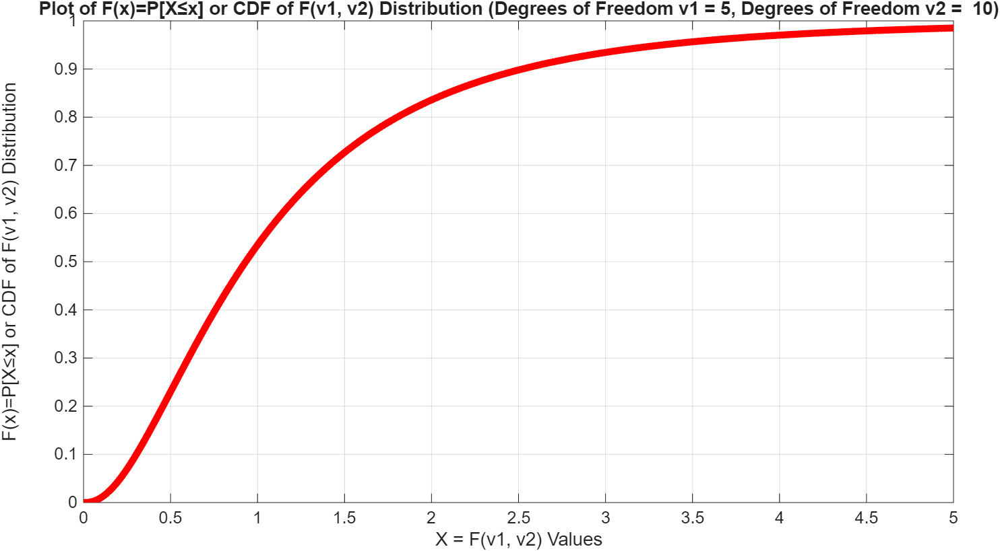 Plot of F(x)=P[X≤x] or CDF of F(v1, v2) Distribution (Degrees of Freedom v1 = 5, Degrees of Freedom v2 =  10)
F(x)=P[X≤x] or CDF of F(v1, v2) Distribution
1
0.9
0.8
0.7
0.6
0.5
0.4
0.3
0.2
0.1
0
0 0.5 1 1.5 2 2.5 3 3.5 4 4.5 5
X = F(v1, v2) Values